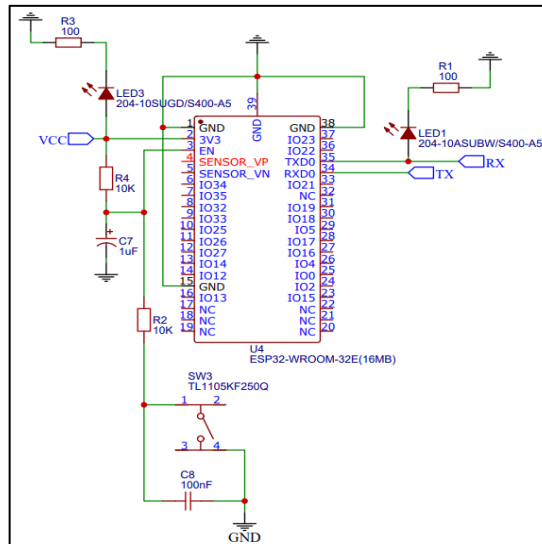 R3
100
LED3
204-10SUGD/S400-A5
VCC
R4
10K
C7
1uF
R2
10K
R1
100
LED1
204-10ASUBW/S400-A5
RX
TX
39
GND
1 GND GND 38
2 3V3 IO23 37
3 EN IO22 36
4 SENSOR_VP TXD0 35
5 SENSOR_VN RXD0 34
6 IO34 IO21 33
7 IO35 NC 32
8 IO32 IO19 31
9 IO33 IO18 30
10 IO25 IO5 29
11 IO26 IO17 28
12 IO27 IO16 27
13 IO14 IO4 26
14 IO12 IO0 25
15 GND IO2 24
16 IO13 IO15 23
17 NC NC 22
18 NC NC 21
19 NC NC 20
U4
ESP32-WROOM-32E(16MB)
SW3
TL1105KF250Q
1 2
3 4
C8
100nF
GND